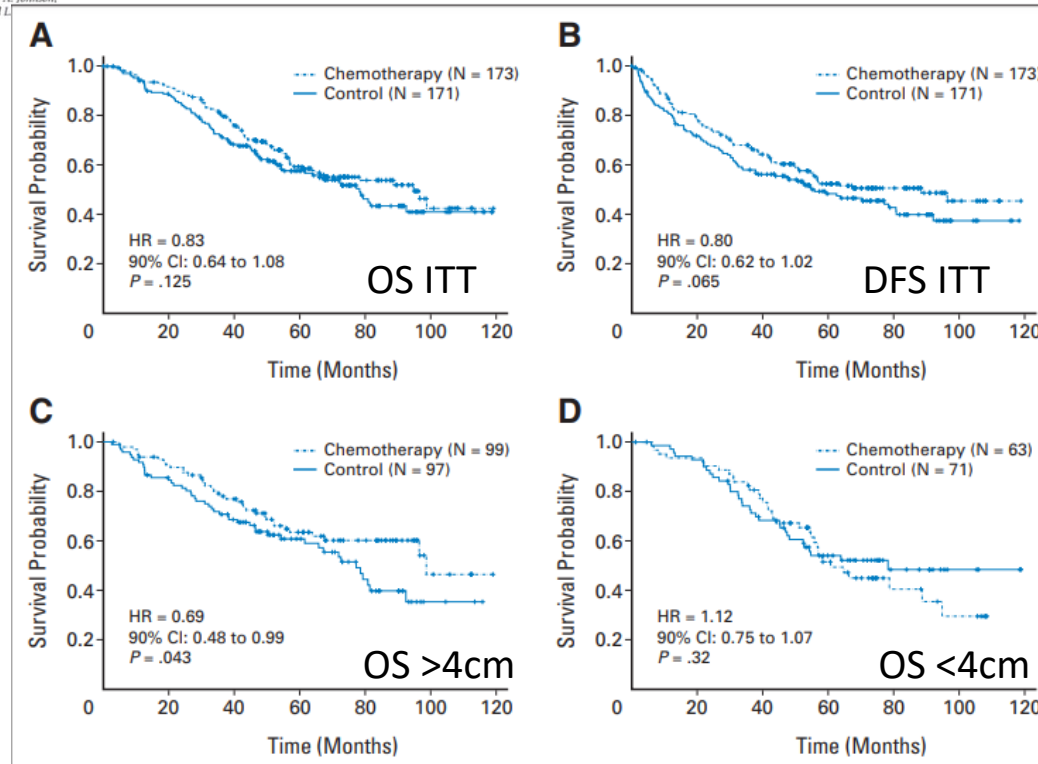 A
1.0
0.8
0.6
0.4
0.2
Survival Probability
Chemotherapy (N = 173)
Control (N = 171)
HR = 0.83
90% CI: 0.64 to 1.08
P = .125
OS ITT
0 20 40 60 80 100 120
Time (Months)
B
1.0
0.8
0.6
0.4
0.2
Survival Probability
Chemotherapy (N = 173)
Control (N = 171)
HR = 0.80
90% CI: 0.62 to 1.02
P = .065
DFS ITT
0 20 40 60 80 100 120
Time (Months)
C
1.0
0.8
0.6
0.4
0.2
Survival Probability
Chemotherapy (N = 99)
Control (N = 97)
HR = 0.69
90% CI: 0.48 to 0.99
P = .043
OS >4cm
0 20 40 60 80 100 120
Time (Months)
D
1.0
0.8
0.6
0.4
0.2
Survival Probability
Chemotherapy (N = 63)
Control (N = 71)
HR = 1.12
90% CI: 0.75 to 1.07
P = .32
OS <4cm
0 20 40 60 80 100 120
Time (Months)